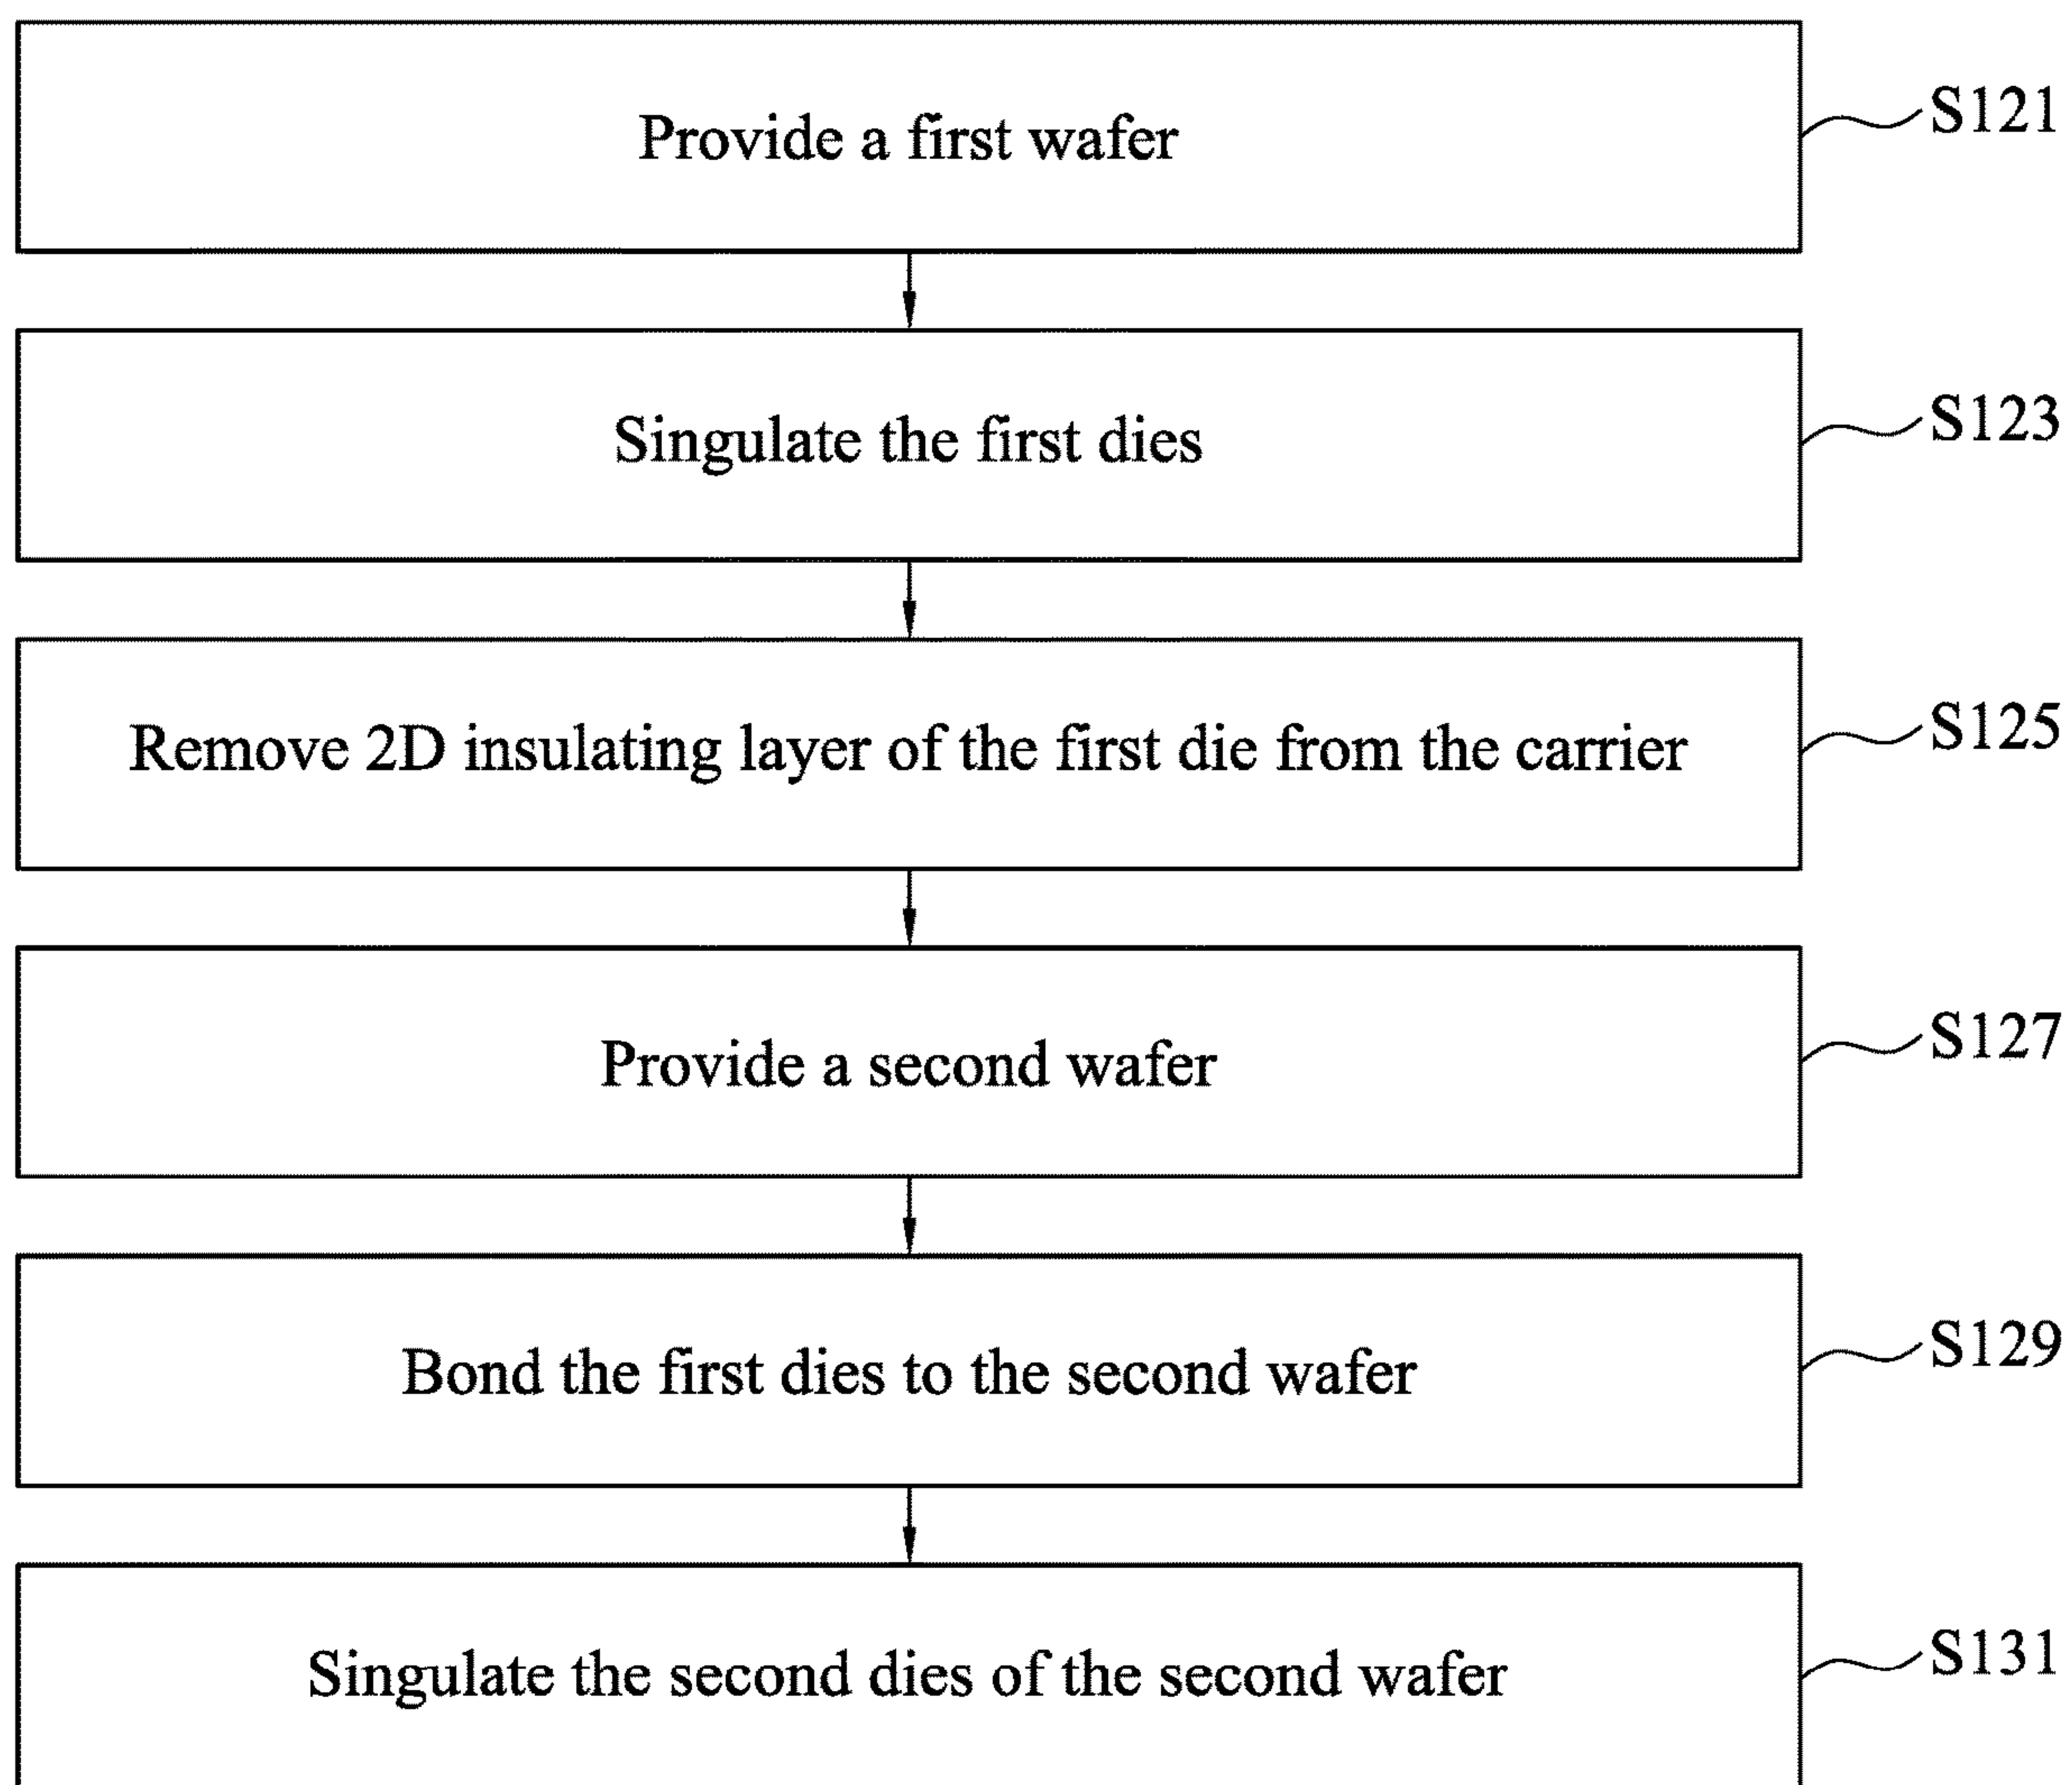 Provide a first wafer
S121
Singulate the first dies
S123
Remove 2D insulating layer of the first die from the carrier
S125
Provide a second wafer
S127
Bond the first dies to the second wafer
S129
Singulate the second dies of the second wafer
S131